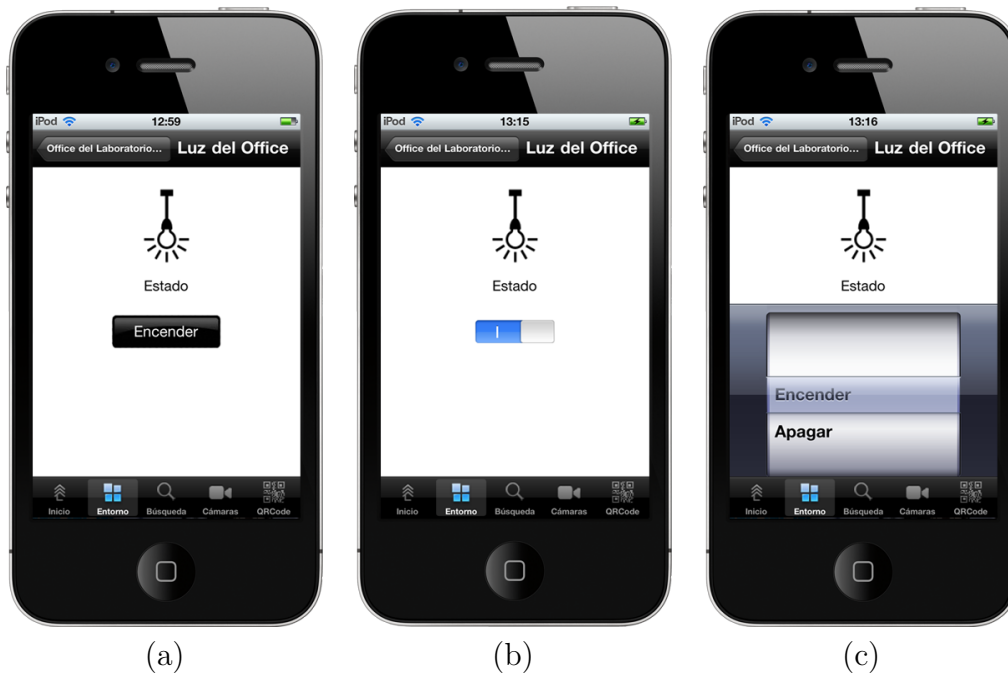 iPod 12:59
Office del Laboratorio... Luz del Office
Estado
Encender
Inicio Entorno Búsqueda Cámaras QRCode
(a)
iPod 13:15
Office del Laboratorio... Luz del Office
Estado
Inicio Entorno Búsqueda Cámaras QRCode
(b)
iPod 13:16
Office del Laboratorio... Luz del Office
Estado
Encender
Apagar
Inicio Entorno Búsqueda Cámaras QRCode
(c)